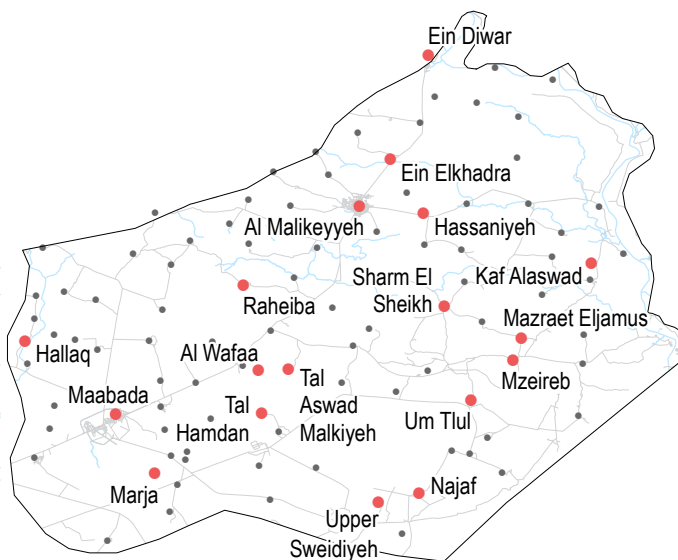 Ein Diwar
Ein Elkhadra
Al Malikeyyeh
Hassaniyeh
Sharm El
Sheikh
Kaf Alaswad
Raheiba
Mazraet Eljamus
Hallaq
Al Wafaa
Tal
Aswad
Malkiyeh
Mzeireb
Maabada
Tal
Hamdan
Um Tlul
Marja
Najaf
Upper
Sweidiyeh